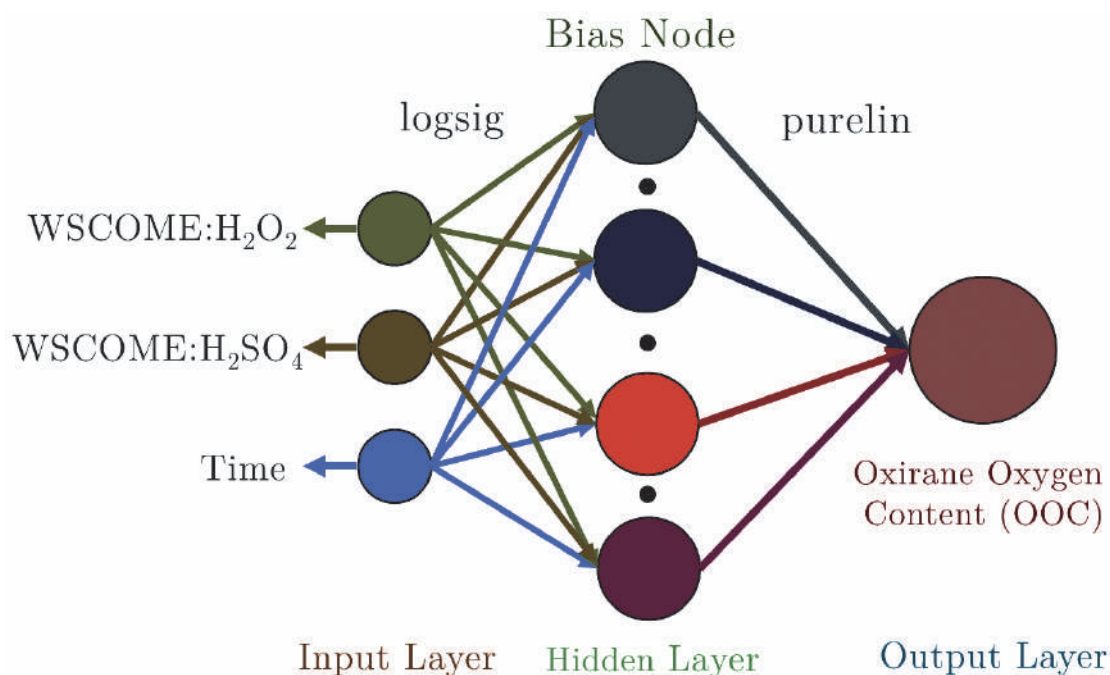 Bias Node
logsig
purelin
WSCOME:H₂O₂
WSCOME:H₂SO₄
Time
Oxirane Oxygen
Content (OOC)
Input Layer
Hidden Layer
Output Layer